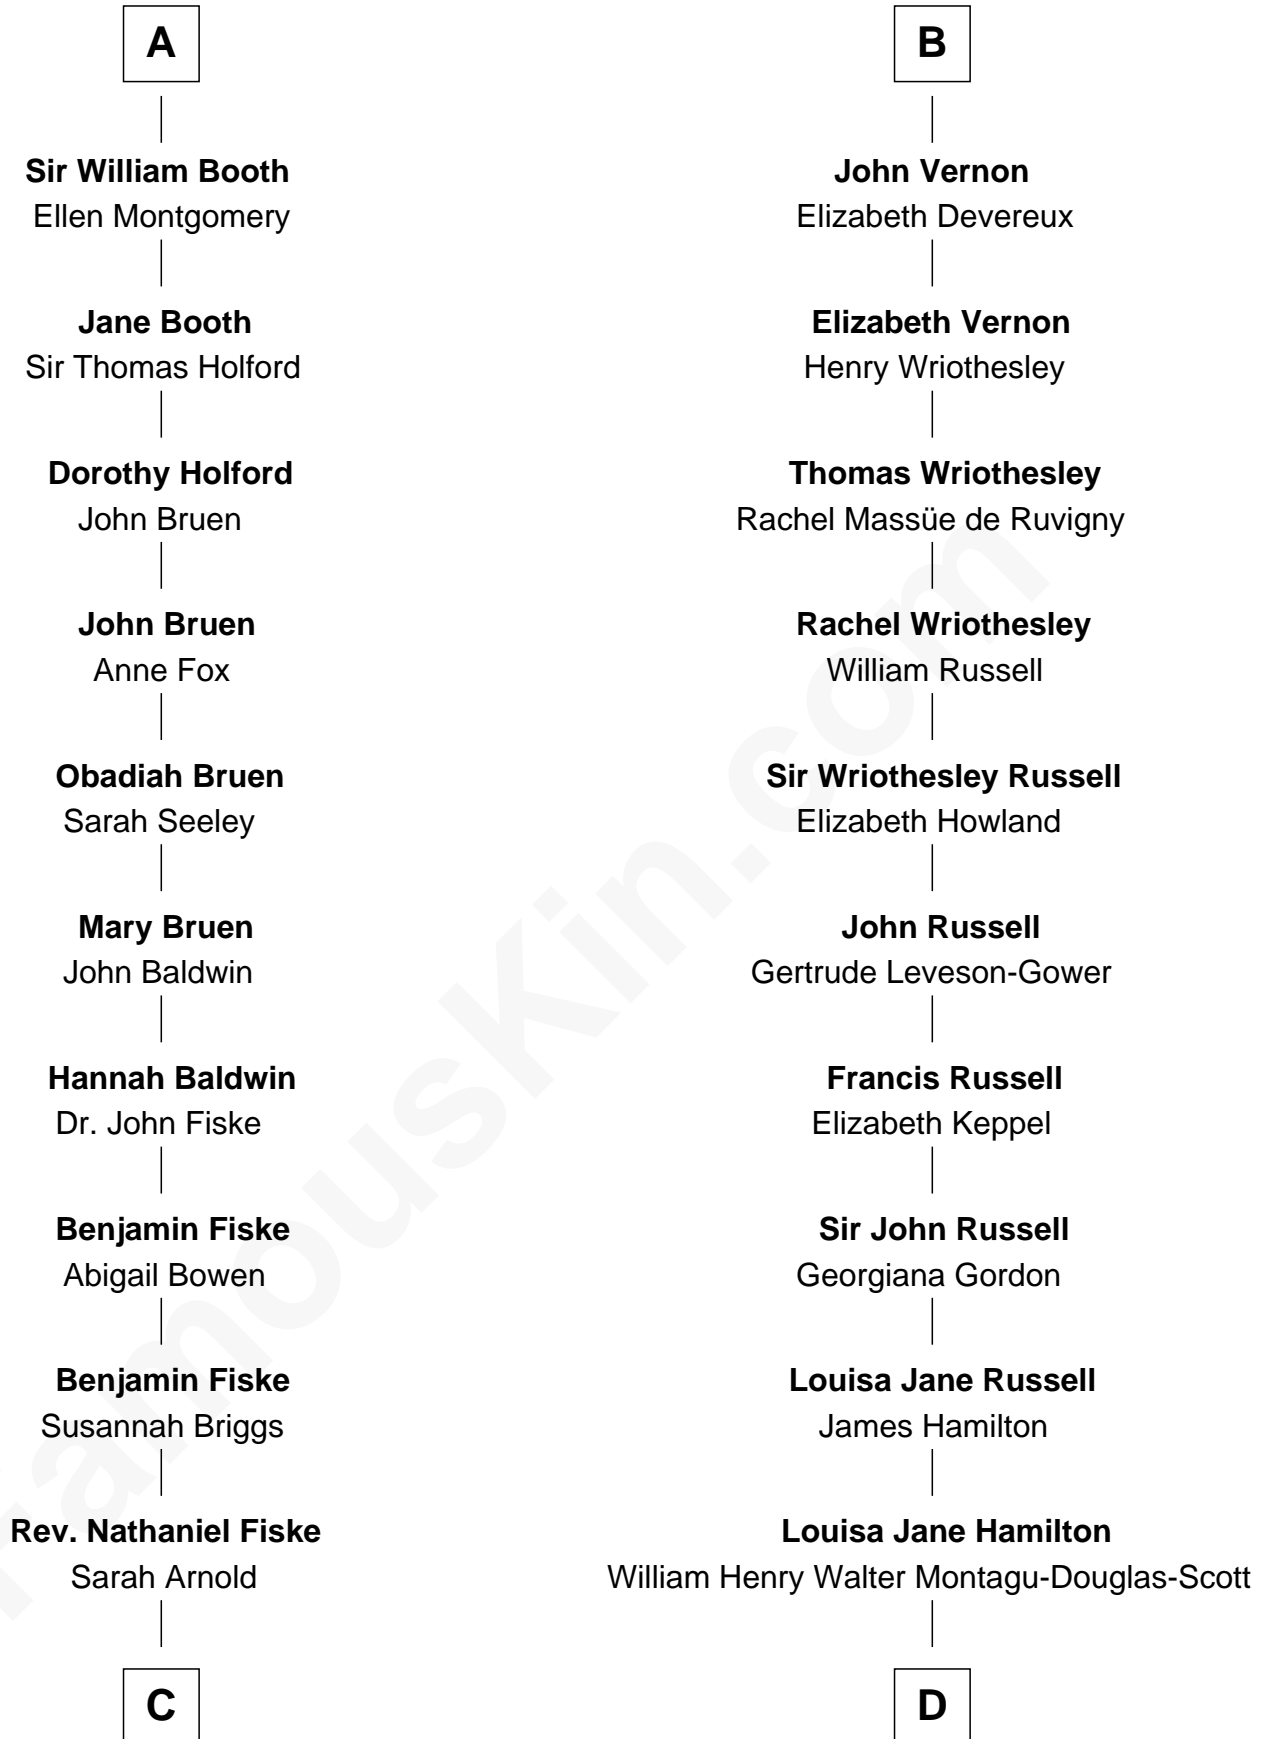 A
Sir William Booth
Ellen Montgomery
Jane Booth
Sir Thomas Holford
Dorothy Holford
John Bruen
John Bruen
Anne Fox
Obadiah Bruen
Sarah Seeley
Mary Bruen
John Baldwin
Hannah Baldwin
Dr. John Fiske
Benjamin Fiske
Abigail Bowen
Benjamin Fiske
Susannah Briggs
Rev. Nathaniel Fiske
Sarah Arnold
C
B
John Vernon
Elizabeth Devereux
Elizabeth Vernon
Henry Wriothesley
Thomas Wriothesley
Rachel Massüe de Ruvigny
Rachel Wriothesley
William Russell
Sir Wriothesley Russell
Elizabeth Howland
John Russell
Gertrude Leveson-Gower
Francis Russell
Elizabeth Keppel
Sir John Russell
Georgiana Gordon
Louisa Jane Russell
James Hamilton
Louisa Jane Hamilton
William Henry Walter Montagu-Douglas-Scott
D
FamousKin.com